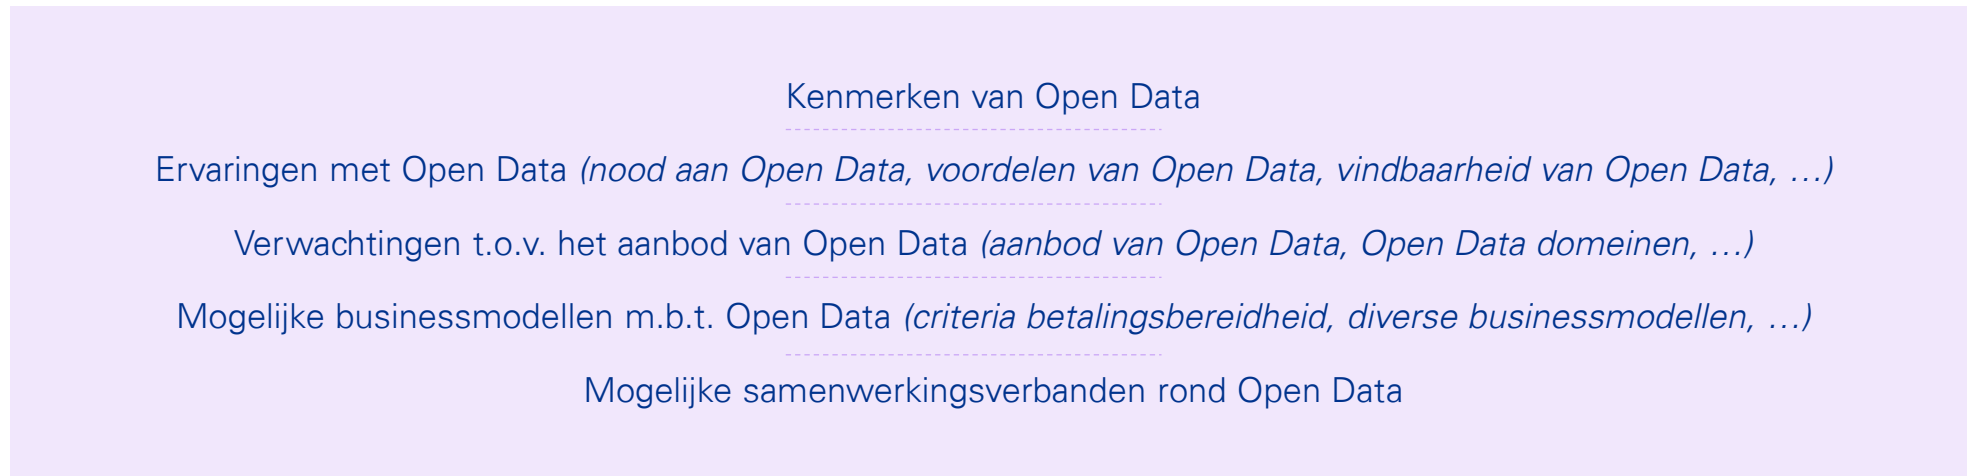 Kenmerken van Open Data
Ervaringen met Open Data (nood aan Open Data, voordelen van Open Data, vindbaarheid van Open Data, …)
Verwachtingen t.o.v. het aanbod van Open Data (aanbod van Open Data, Open Data domeinen, …)
Mogelijke businessmodellen m.b.t. Open Data (criteria betalingsbereidheid, diverse businessmodellen, …)
Mogelijke samenwerkingsverbanden rond Open Data